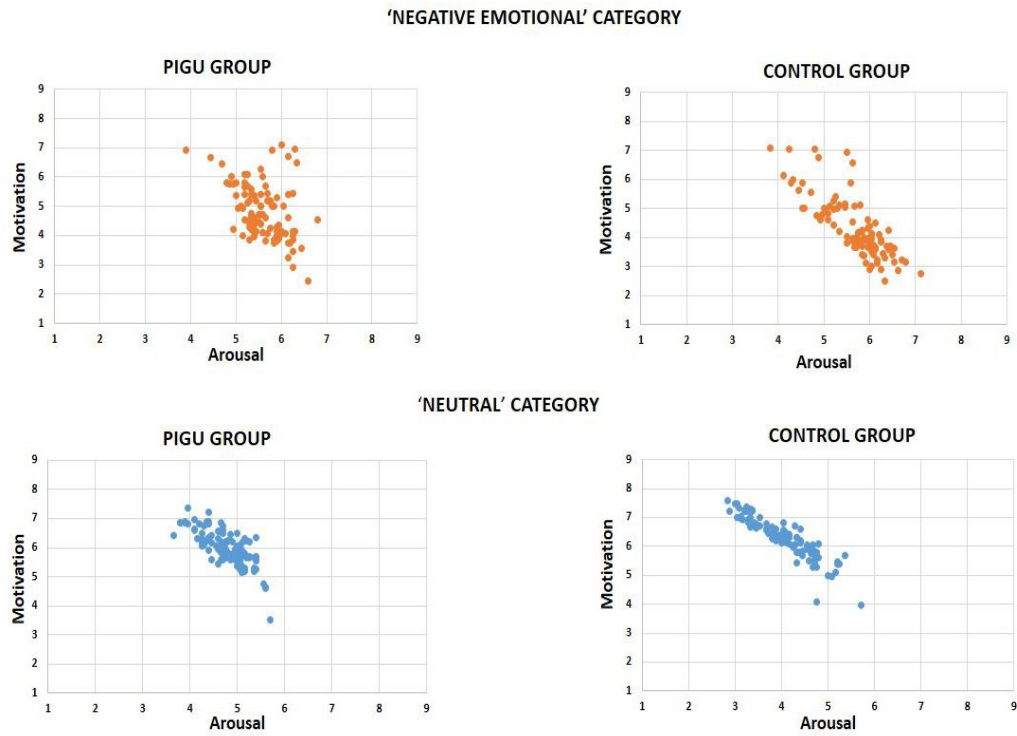 ‘NEGATIVE EMOTIONAL’ CATEGORY
PIGU GROUP
Motivation
9
8
7
6
5
4
3
2
1
1 2 3 4 5 6 7 8 9
Arousal
CONTROL GROUP
Motivation
9
8
7
6
5
4
3
2
1
1 2 3 4 5 6 7 8 9
Arousal
‘NEUTRAL’ CATEGORY
PIGU GROUP
Motivation
9
8
7
6
5
4
3
2
1
1 2 3 4 5 6 7 8 9
Arousal
CONTROL GROUP
Motivation
9
8
7
6
5
4
3
2
1
1 2 3 4 5 6 7 8 9
Arousal